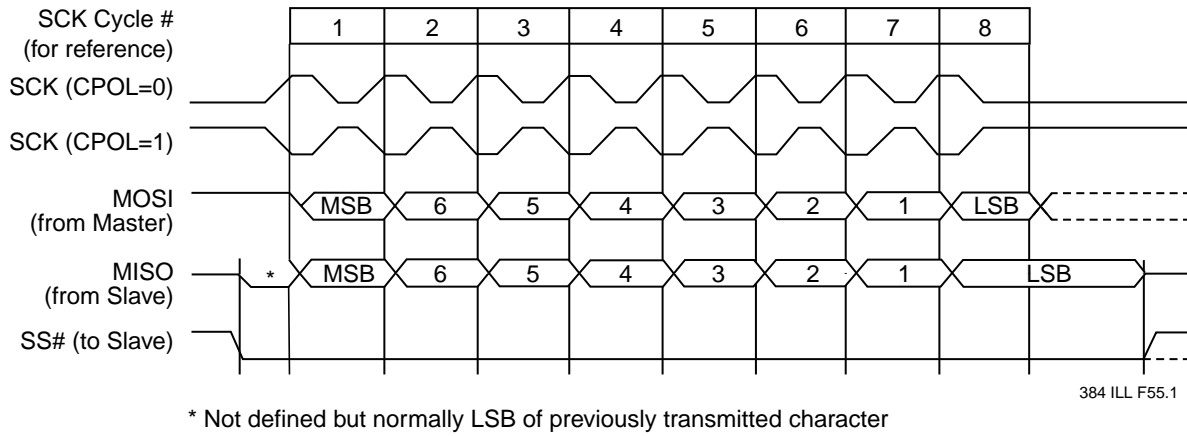 SCK Cycle #
(for reference)
1 2 3 4 5 6 7 8
SCK (CPOL=0)
SCK (CPOL=1)
MOSI
(from Master)
MSB 6 5 4 3 2 1 LSB
MISO
(from Slave)
* MSB 6 5 4 3 2 1 LSB
SS# (to Slave)
384 ILL F55.1
* Not defined but normally LSB of previously transmitted character